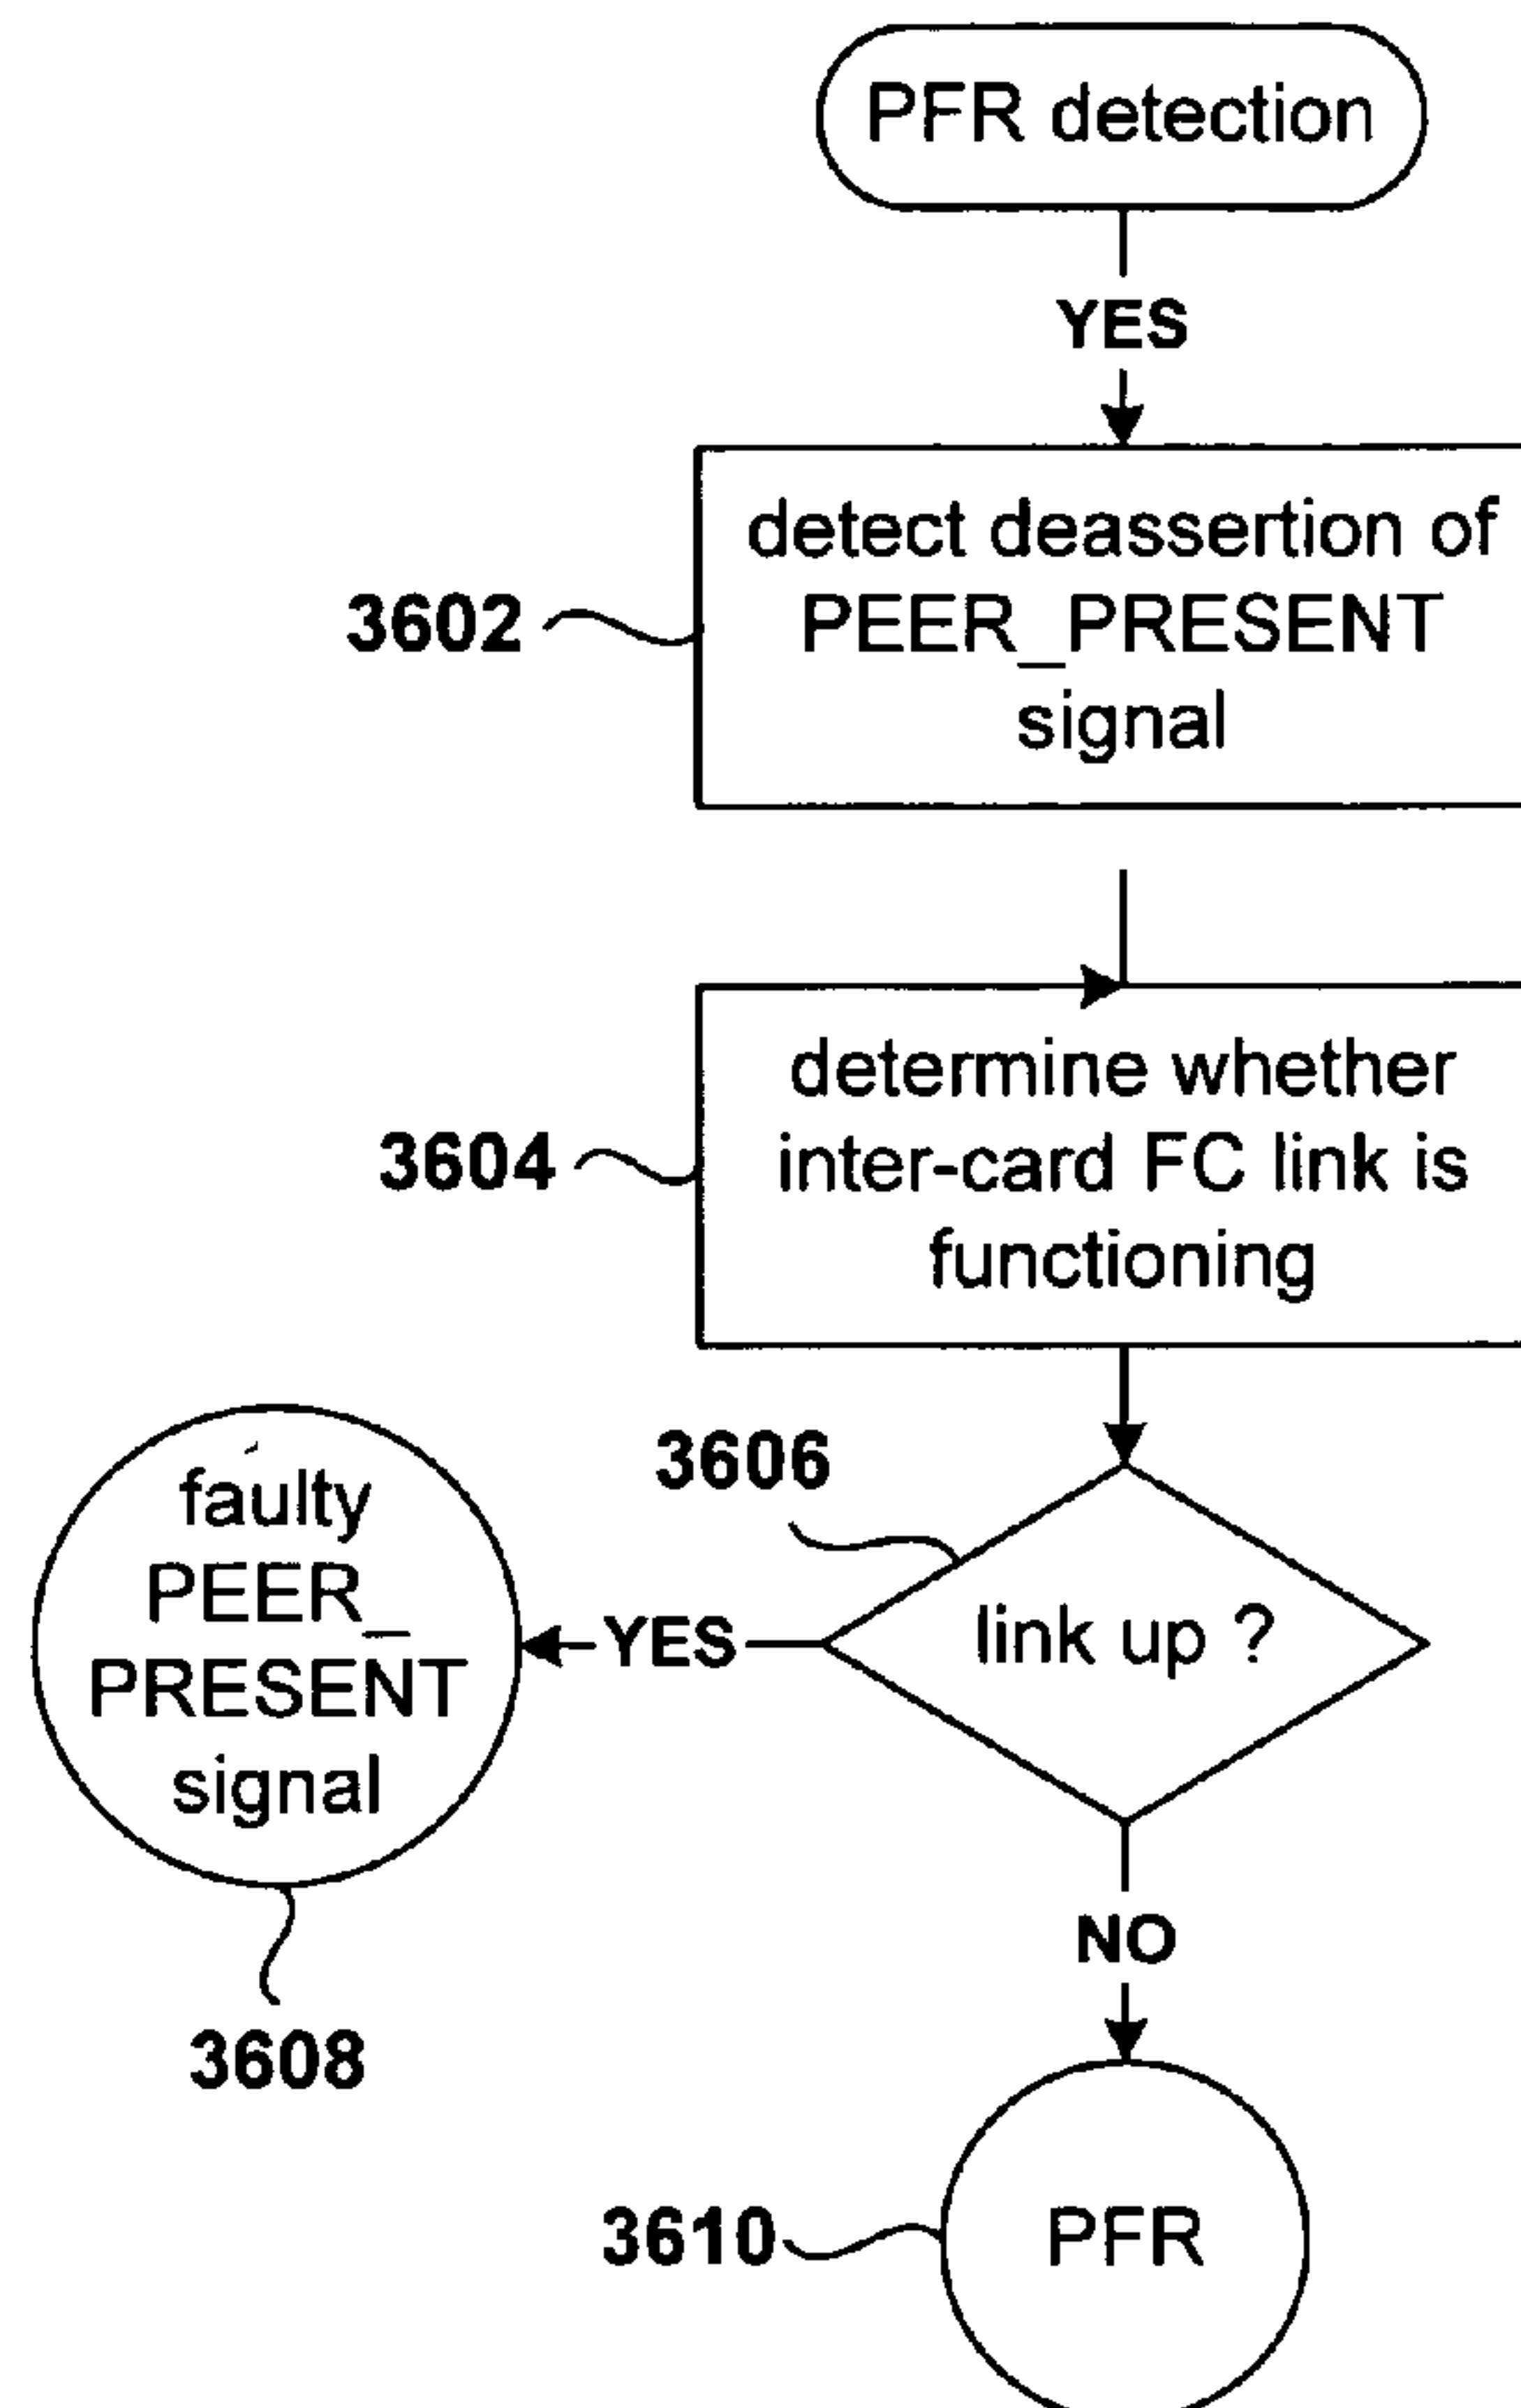 PFR detection
YES
detect deassertion of
PEER_PRESENT
signal
3602
determine whether
inter-card FC link is
functioning
3604
3606
link up ?
YES
faulty
PEER_
PRESENT
signal
3608
NO
3610
PFR